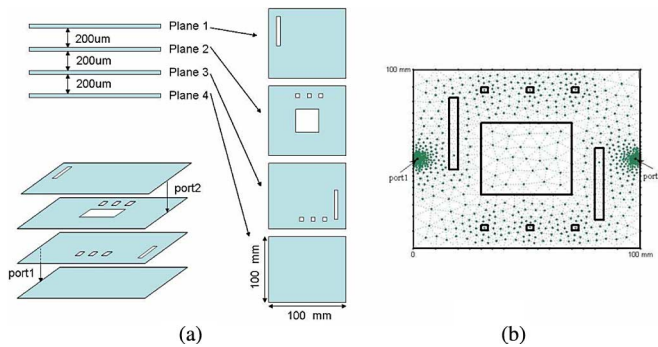 Plane 1
200um
Plane 2
200um
Plane 3
200um
Plane 4
port2
port1
100 mm
100 mm
(a)
100 mm
port1
port
0
100 mm
(b)